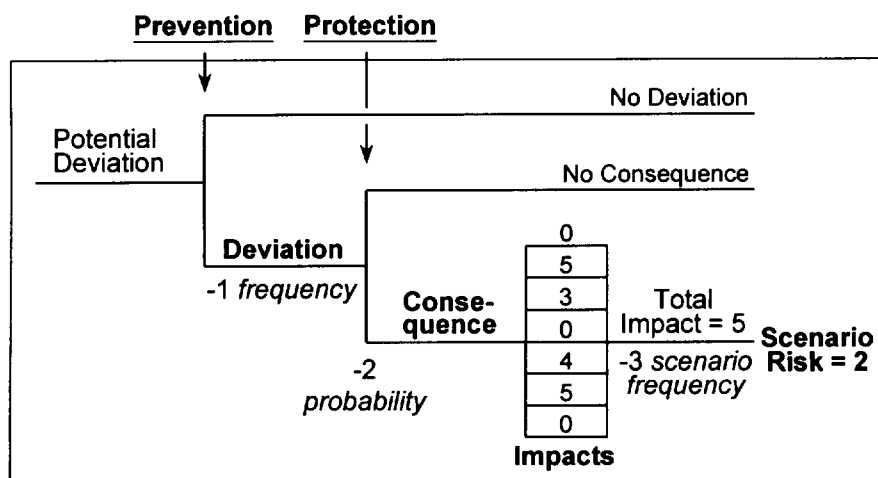 Prevention
Protection
No Deviation
Potential
Deviation
No Consequence
Deviation
-1 frequency
Conse-
quence
-2
probability
0
5
3
0
4
5
0
Impacts
Total
Impact = 5
-3 scenario
frequency
Scenario
Risk = 2